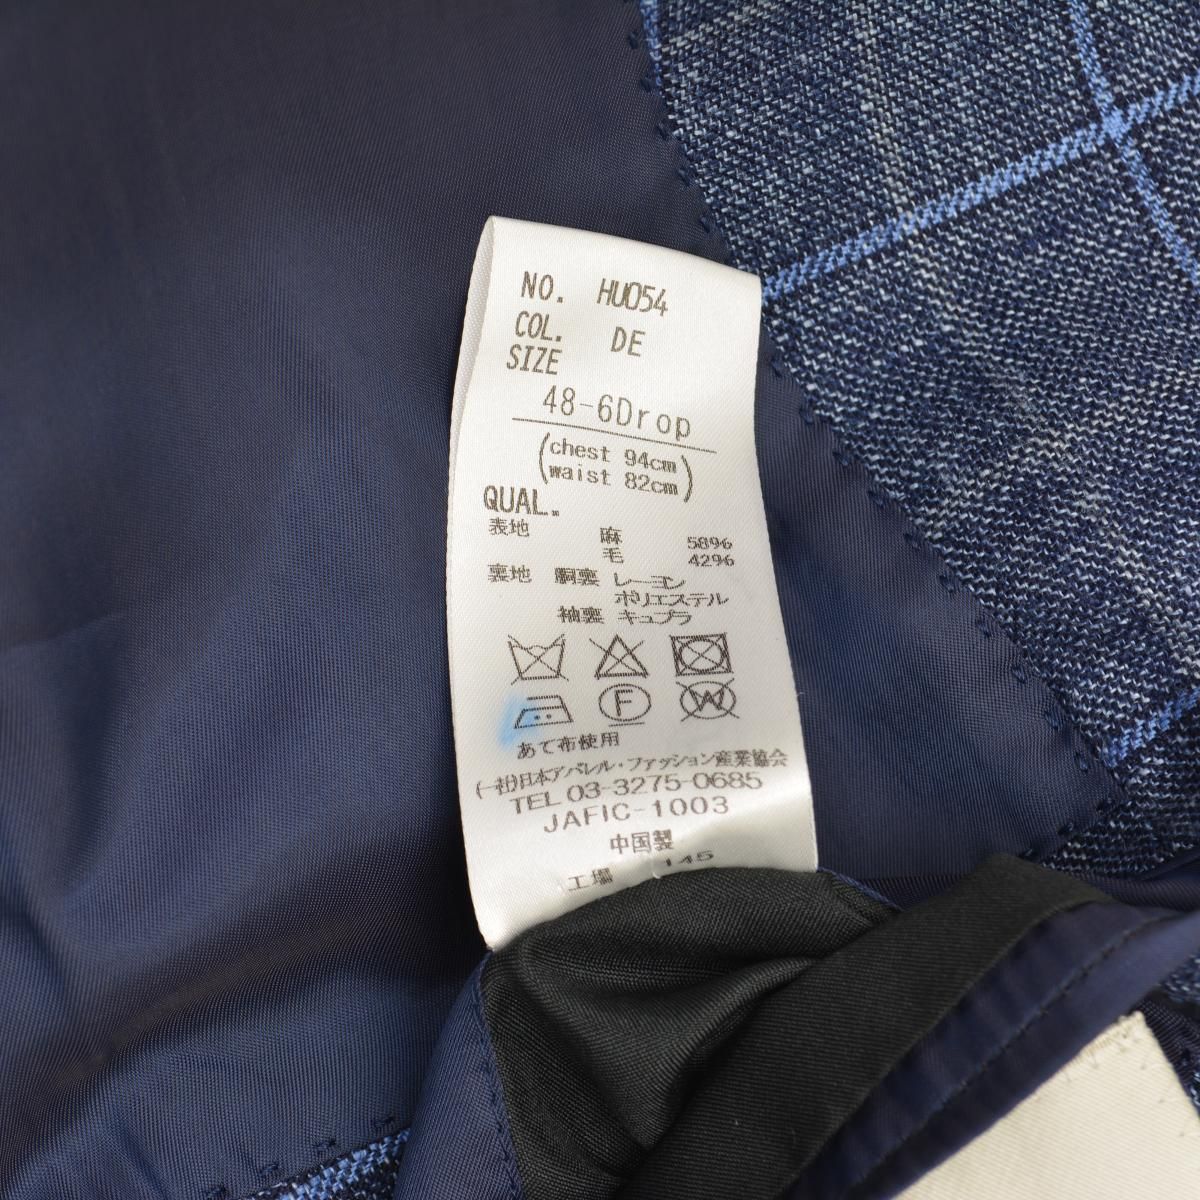 NO. HU054
COL. DE
SIZE
48-6Drop
(chest 94cm
waist 82cm)
QUAL.
表地 麻 58%
毛 42%
裏地 胴裏 レーヨン
ポリエステル
袖裏 キュプラ
F W
あて布使用
(一社)日本アパレル・ファッション産業協会
TEL 03-3275-0685
JAFIC-1003
中国製
工場 145